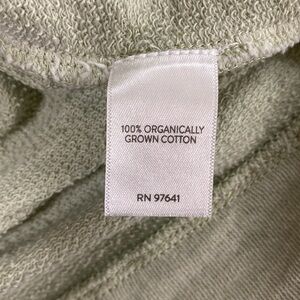 100% ORGANICALLY
GROWN COTTON
RN 97641